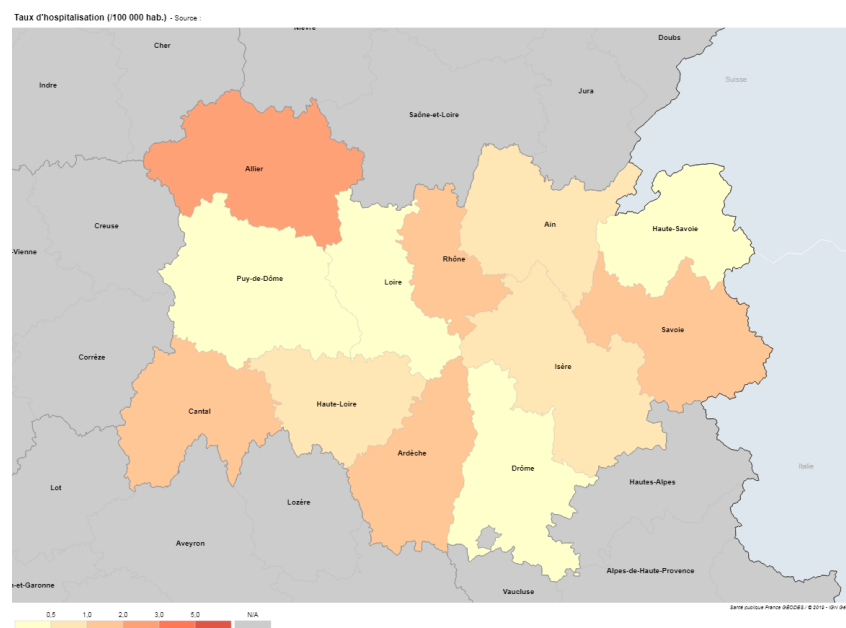 Taux d'hospitalisation (/100 000 hab.) - Source :
Nièvre
Cher
Doubs
Indre
Suisse
Jura
Saône-et-Loire
Allier
Creuse
Ain
Haute-Savoie
-Vienne
Rhône
Puy-de-Dôme
Loire
Savoie
Corrèze
Isère
Haute-Loire
Cantal
Ardèche
Drôme
Italie
Hautes-Alpes
Lot
Lozère
Aveyron
Alpes-de-Haute-Provence
n-et-Garonne
Vaucluse
Santé publique France GÉODES / © 2019 - IGN Gé
0,5 1,0 2,0 3,0 5,0 N/A